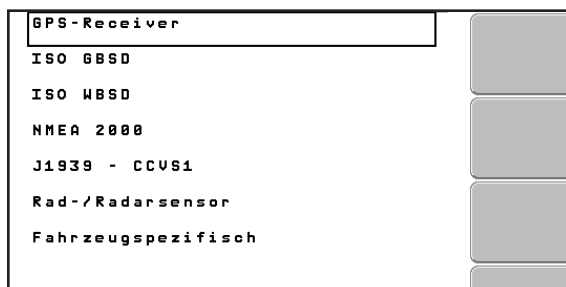 GPS-Receiver
ISO GBSD
ISO WBSD
NMEA 2000
J1939 - CCVS1
Rad-/Radarsensor
Fahrzeugspezifisch